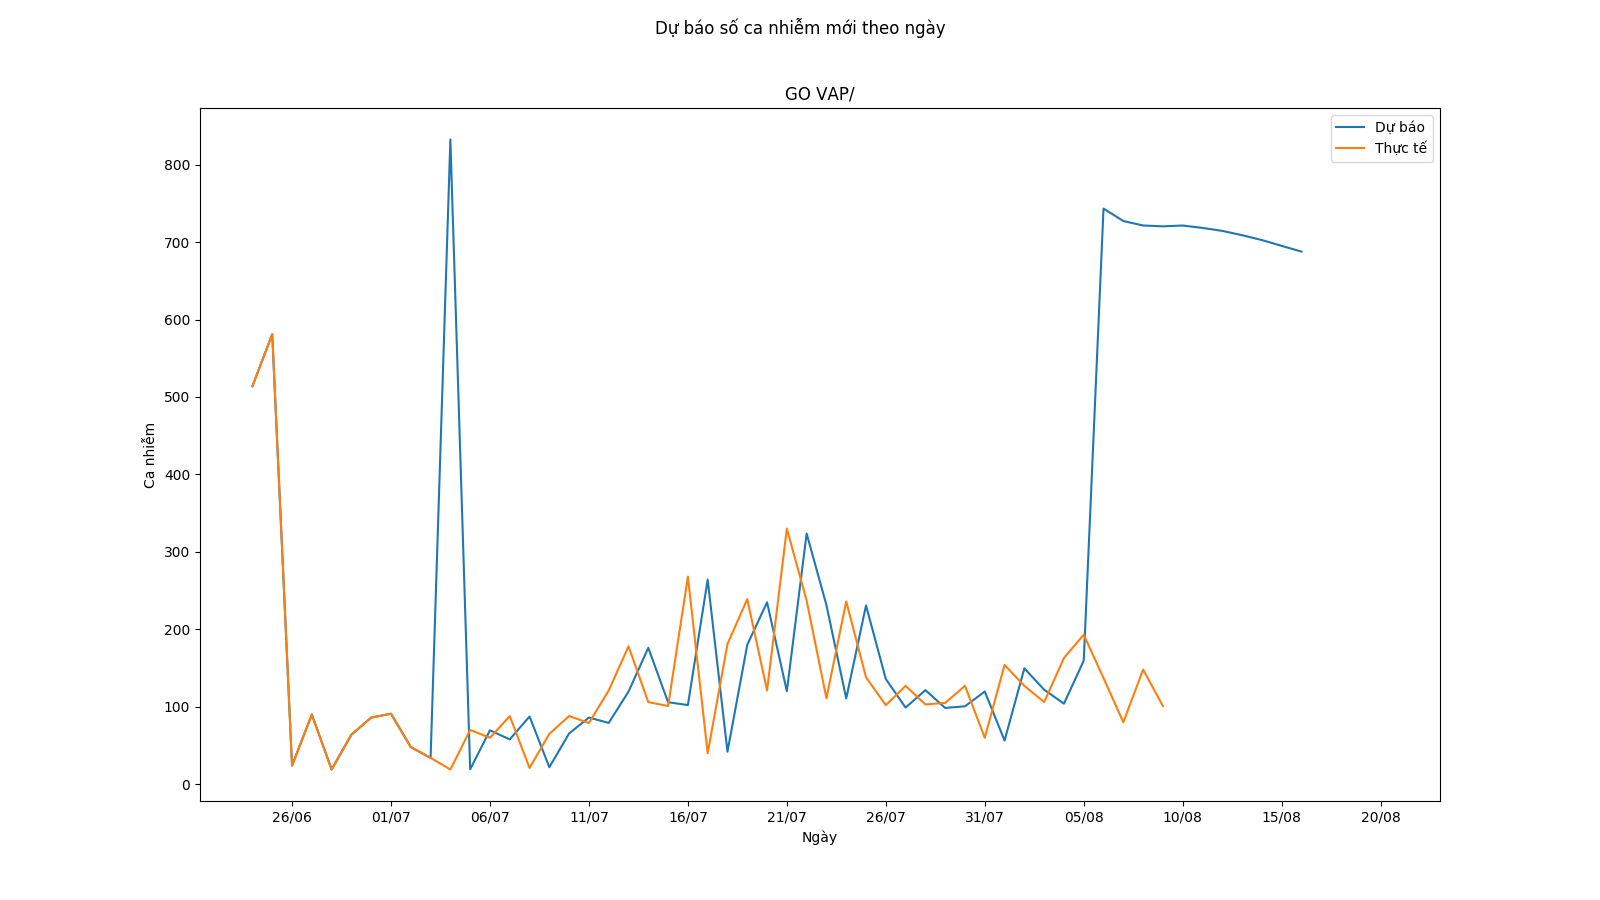 Dự báo số ca nhiễm mới theo ngày
GO VAP/
Dự báo
Thực tế
800
700
600
500
400
300
200
100
0
Ca nhiễm
26/06 01/07 06/07 11/07 16/07 21/07 26/07 31/07 05/08 10/08 15/08 20/08
Ngày